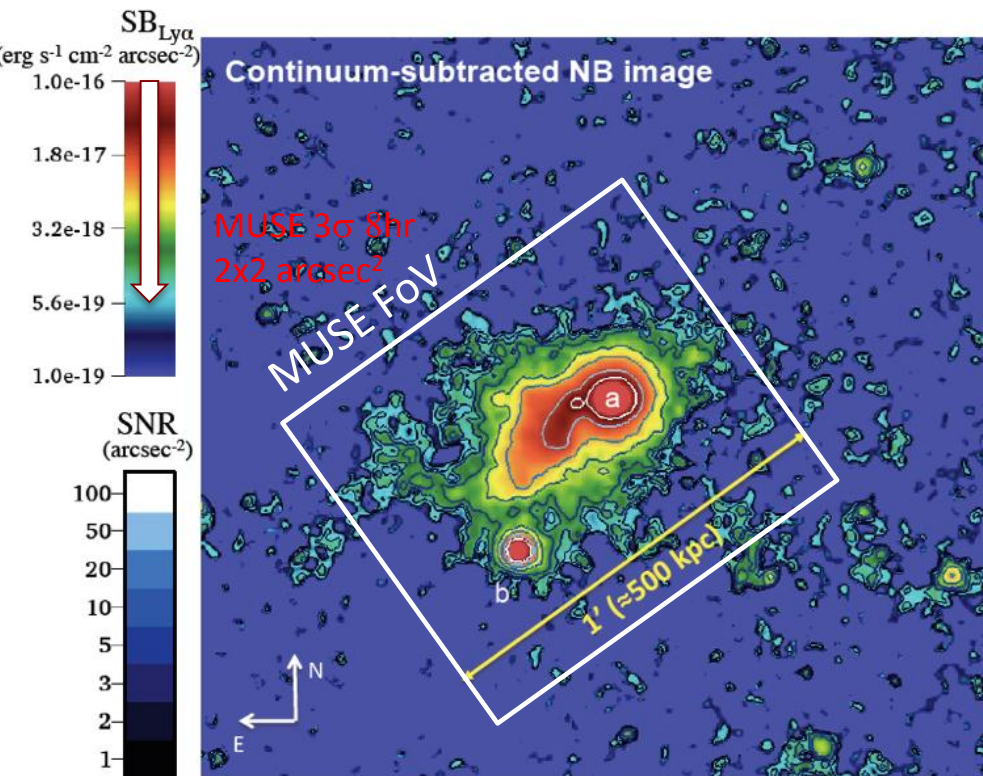 SB Lyα
(erg s-1 cm-2 arcsec-2)
1.0e-16
1.8e-17
3.2e-18
5.6e-19
1.0e-19
SNR
(arcsec-2)
100
50
20
10
5
3
2
1
Continuum-subtracted NB image
MUSE 3σ 8hr
2x2 arcsec2
MUSE FoV
a
b
1' (≈500 kpc)
N
E